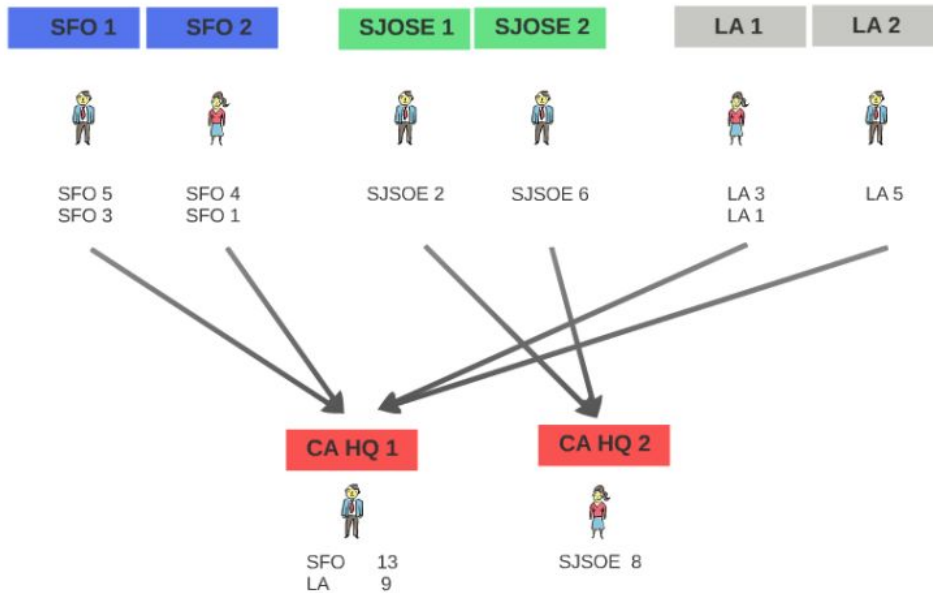 SFO 1
SFO 2
SJOSE 1
SJOSE 2
LA 1
LA 2
SFO 5
SFO 3
SFO 4
SFO 1
SJSOE 2
SJSOE 6
LA 3
LA 1
LA 5
CA HQ 1
CA HQ 2
SFO 13
LA 9
SJSOE 8